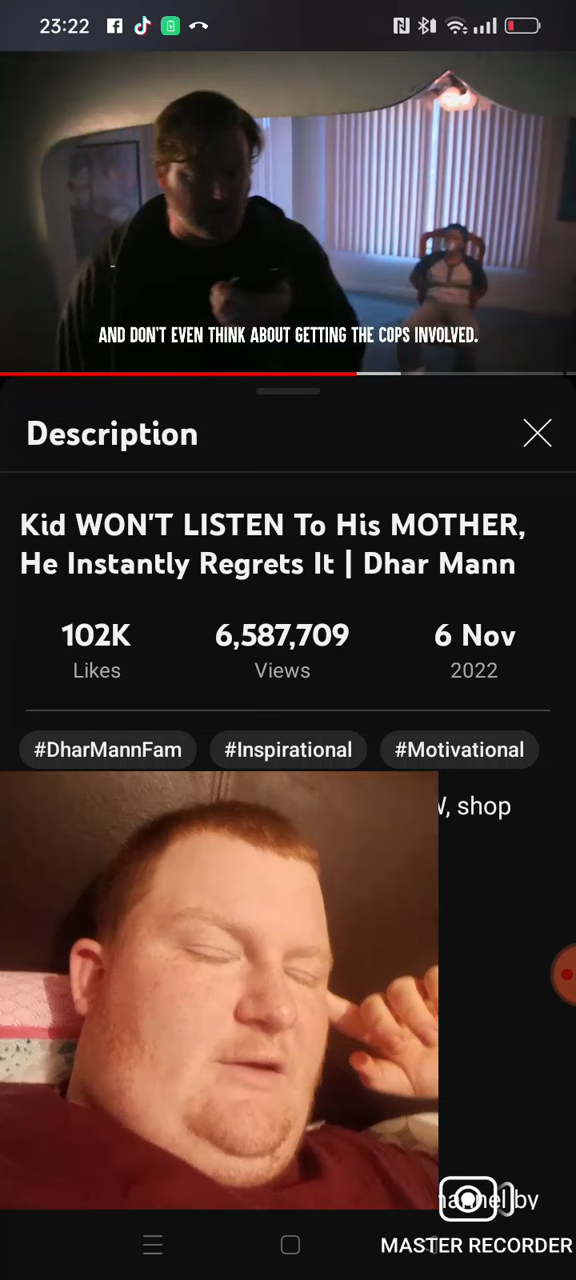 23:22
AND DON'T EVEN THINK ABOUT GETTING THE COPS INVOLVED.
Description
Kid WON'T LISTEN To His MOTHER,
He Instantly Regrets It | Dhar Mann
102K 6,587,709 6 Nov
Likes Views 2022
#DharMannFam #Inspirational #Motivational
shop
by
MASTER RECORDER